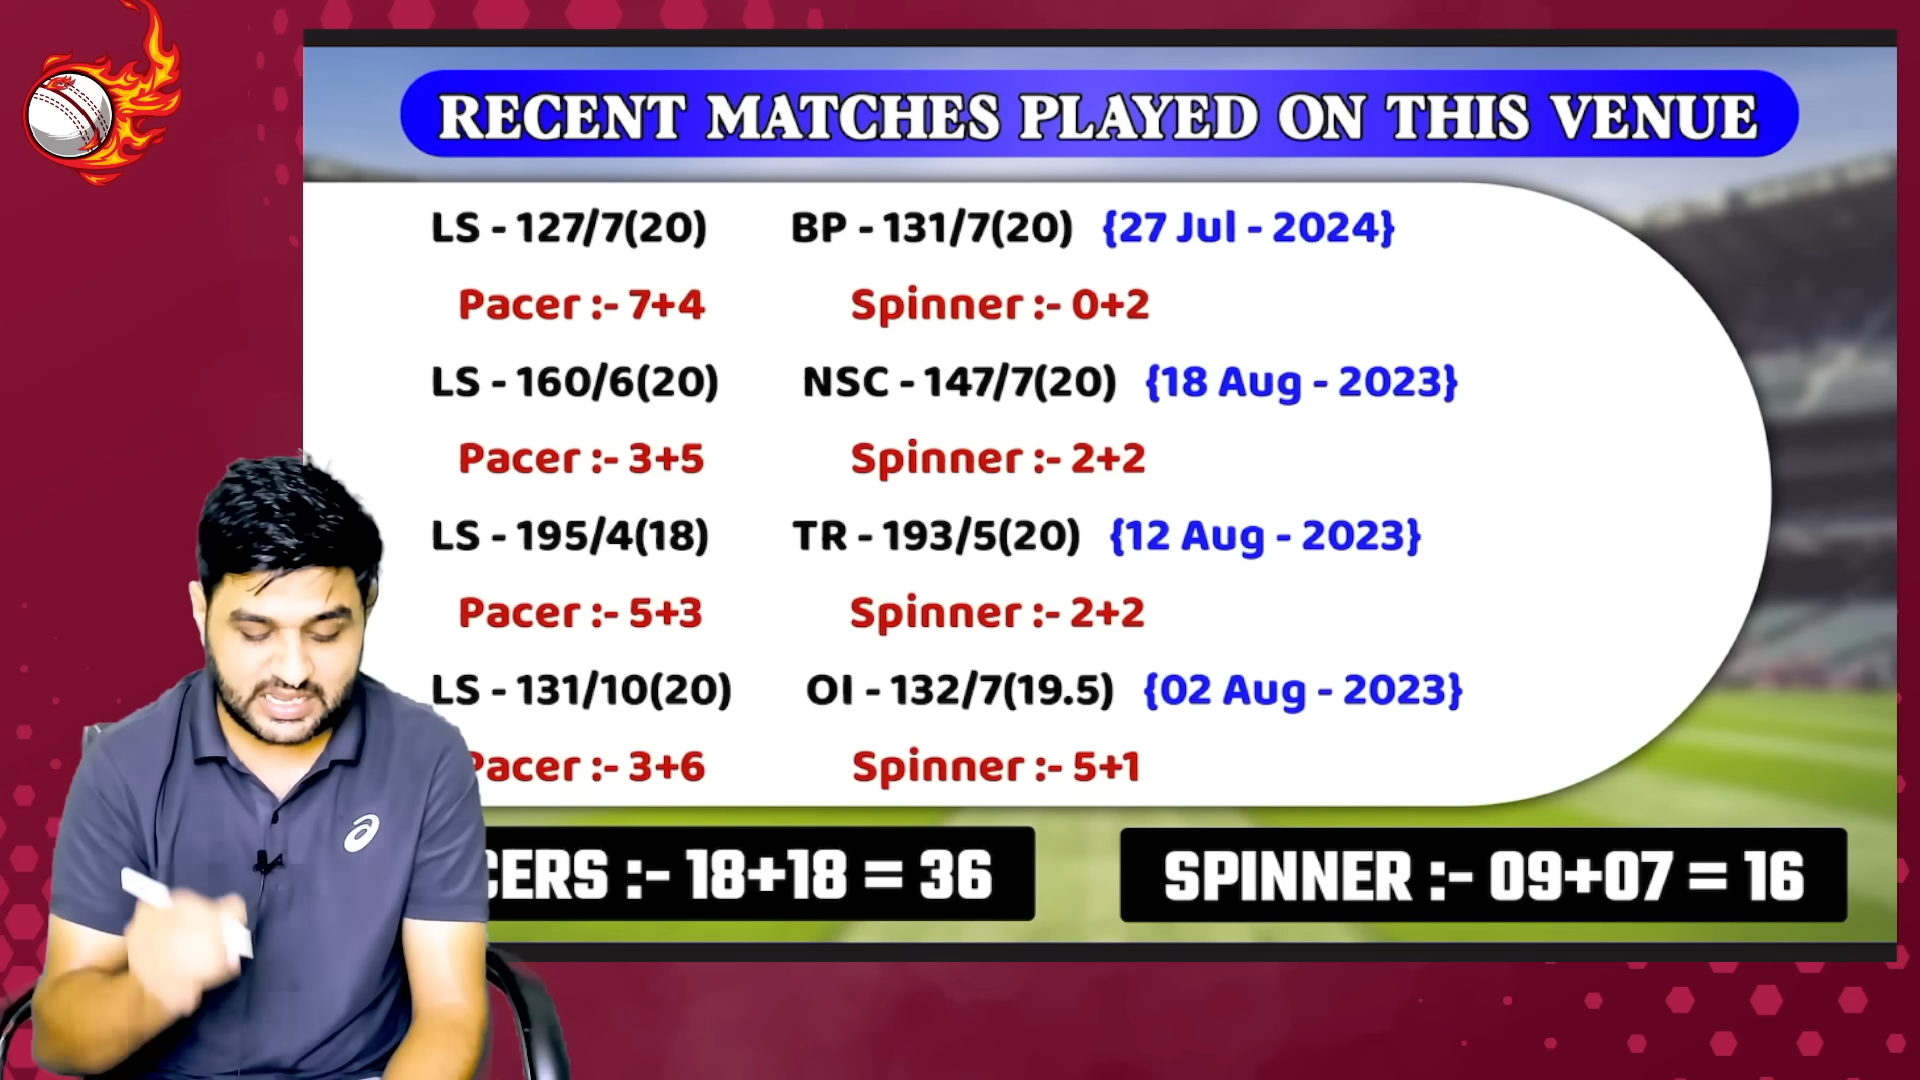 RECENT MATCHES PLAYED ON THIS VENUE
LS - 127/7(20) BP - 131/7(20) {27 Jul - 2024}
Pacer :- 7+4 Spinner :- 0+2
LS - 160/6(20) NSC - 147/7(20) {18 Aug - 2023}
Pacer :- 3+5 Spinner :- 2+2
LS - 195/4(18) TR - 193/5(20) {12 Aug - 2023}
Pacer :- 5+3 Spinner :- 2+2
LS - 131/10(20) OI - 132/7(19.5) {02 Aug - 2023}
Pacer :- 3+6 Spinner :- 5+1
CERS :- 18+18 = 36 SPINNER :- 09+07 = 16